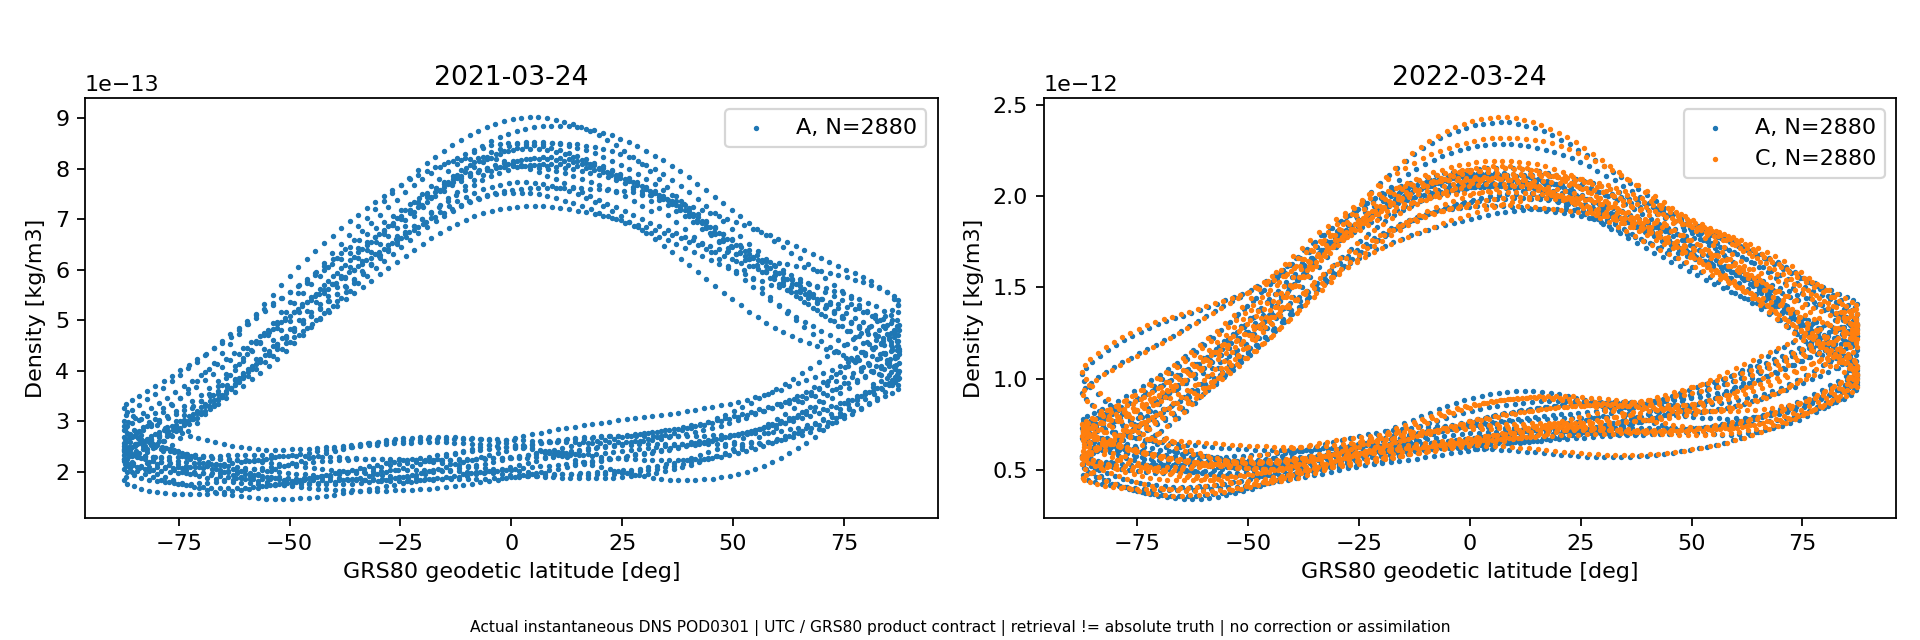 2021-03-24
1e−13
A, N=2880
9
8
7
6
5
4
3
2
Density [kg/m3]
−75
−50
−25
0
25
50
75
GRS80 geodetic latitude [deg]
2022-03-24
1e−12
A, N=2880
C, N=2880
2.5
2.0
1.5
1.0
0.5
Density [kg/m3]
−75
−50
−25
0
25
50
75
GRS80 geodetic latitude [deg]
Actual instantaneous DNS POD0301 | UTC / GRS80 product contract | retrieval != absolute truth | no correction or assimilation